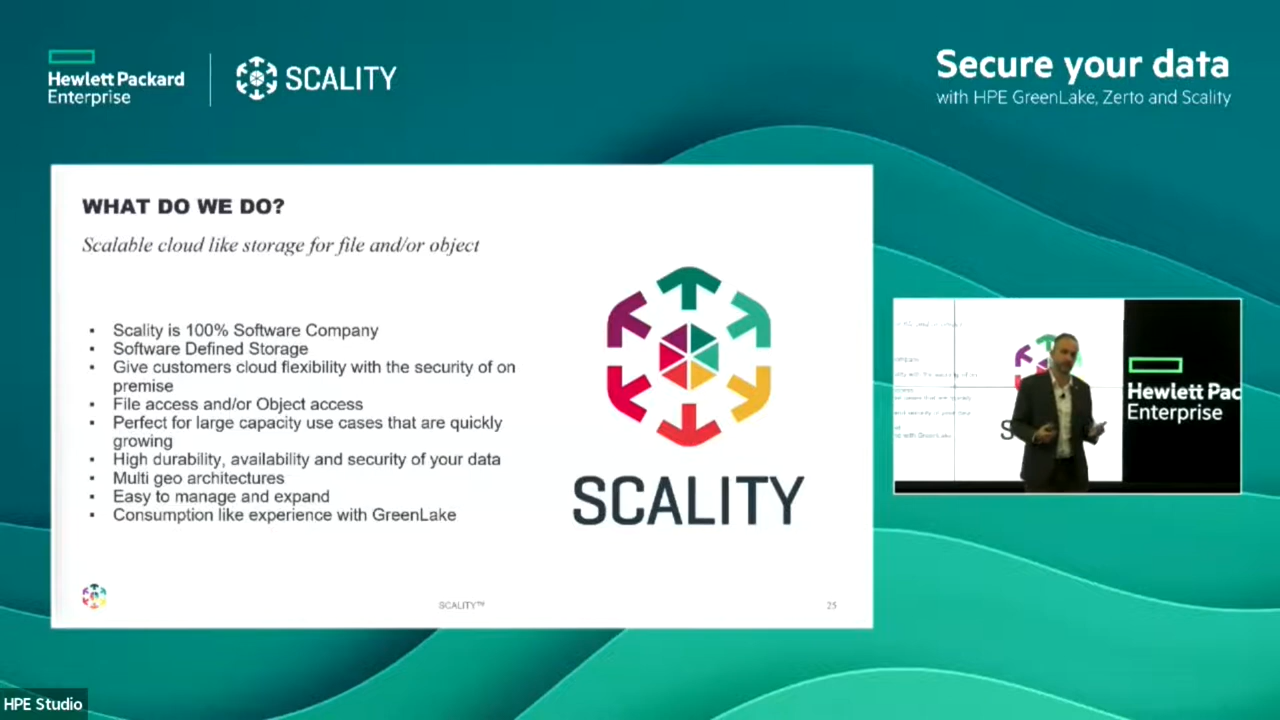 Hewlett Packard
Enterprise
SCALITY
Secure your data
with HPE GreenLake, Zerto and Scality
WHAT DO WE DO?
Scalable cloud like storage for file and/or object
• Scality is 100% Software Company
• Software Defined Storage
• Give customers cloud flexibility with the security of on
premise
• File access and/or Object access
• Perfect for large capacity use cases that are quickly
growing
• High durability, availability and security of your data
• Multi geo architectures
• Easy to manage and expand
• Consumption like experience with GreenLake
SCALITY
SCALITY™
25
Hewlett Pac
Enterprise
HPE Studio